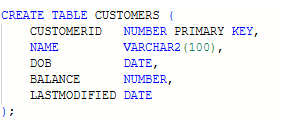 CREATE TABLE CUSTOMERS (
    CUSTOMERID   NUMBER PRIMARY KEY,
    NAME         VARCHAR2(100),
    DOB          DATE,
    BALANCE      NUMBER,
    LASTMODIFIED DATE
);